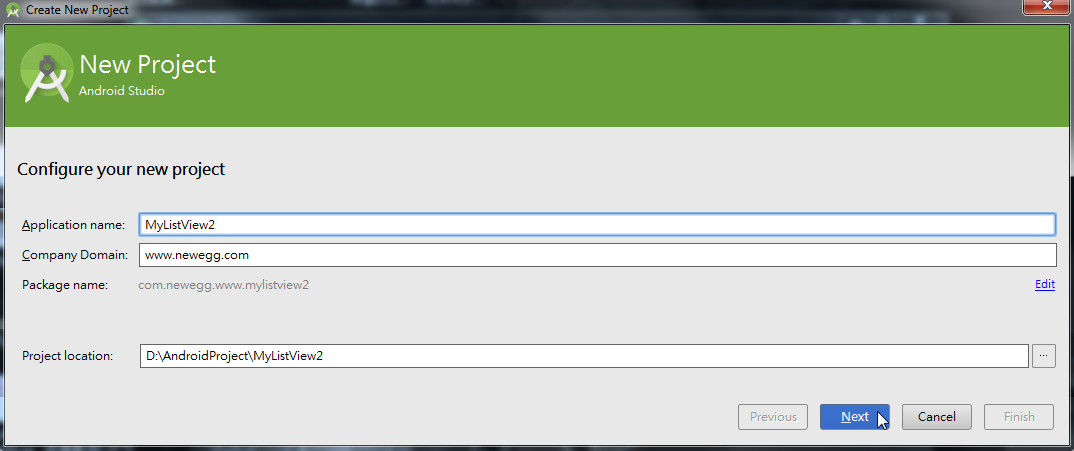 Create New Project
New Project
Android Studio
Configure your new project
Application name: MyListView2
Company Domain: www.newegg.com
Package name: com.newegg.www.mylistview2 Edit
Project location: D:\AndroidProject\MyListView2 ...
Previous Next Cancel Finish